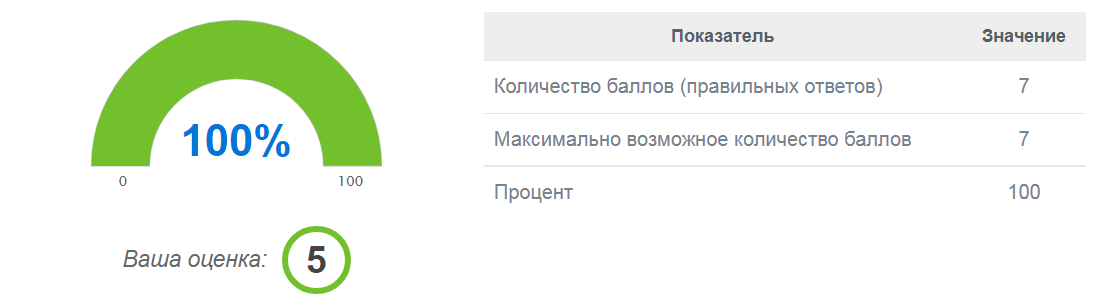 100%
0 100
Ваша оценка: 5
Показатель Значение
Количество баллов (правильных ответов) 7
Максимально возможное количество баллов 7
Процент 100